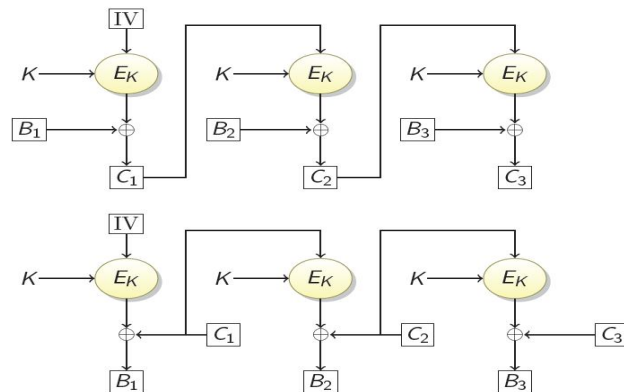 IV
K E_K K E_K K E_K
B_1 B_2 B_3
C_1 C_2 C_3
IV
K E_K K E_K K E_K
C_1 C_2 C_3
B_1 B_2 B_3